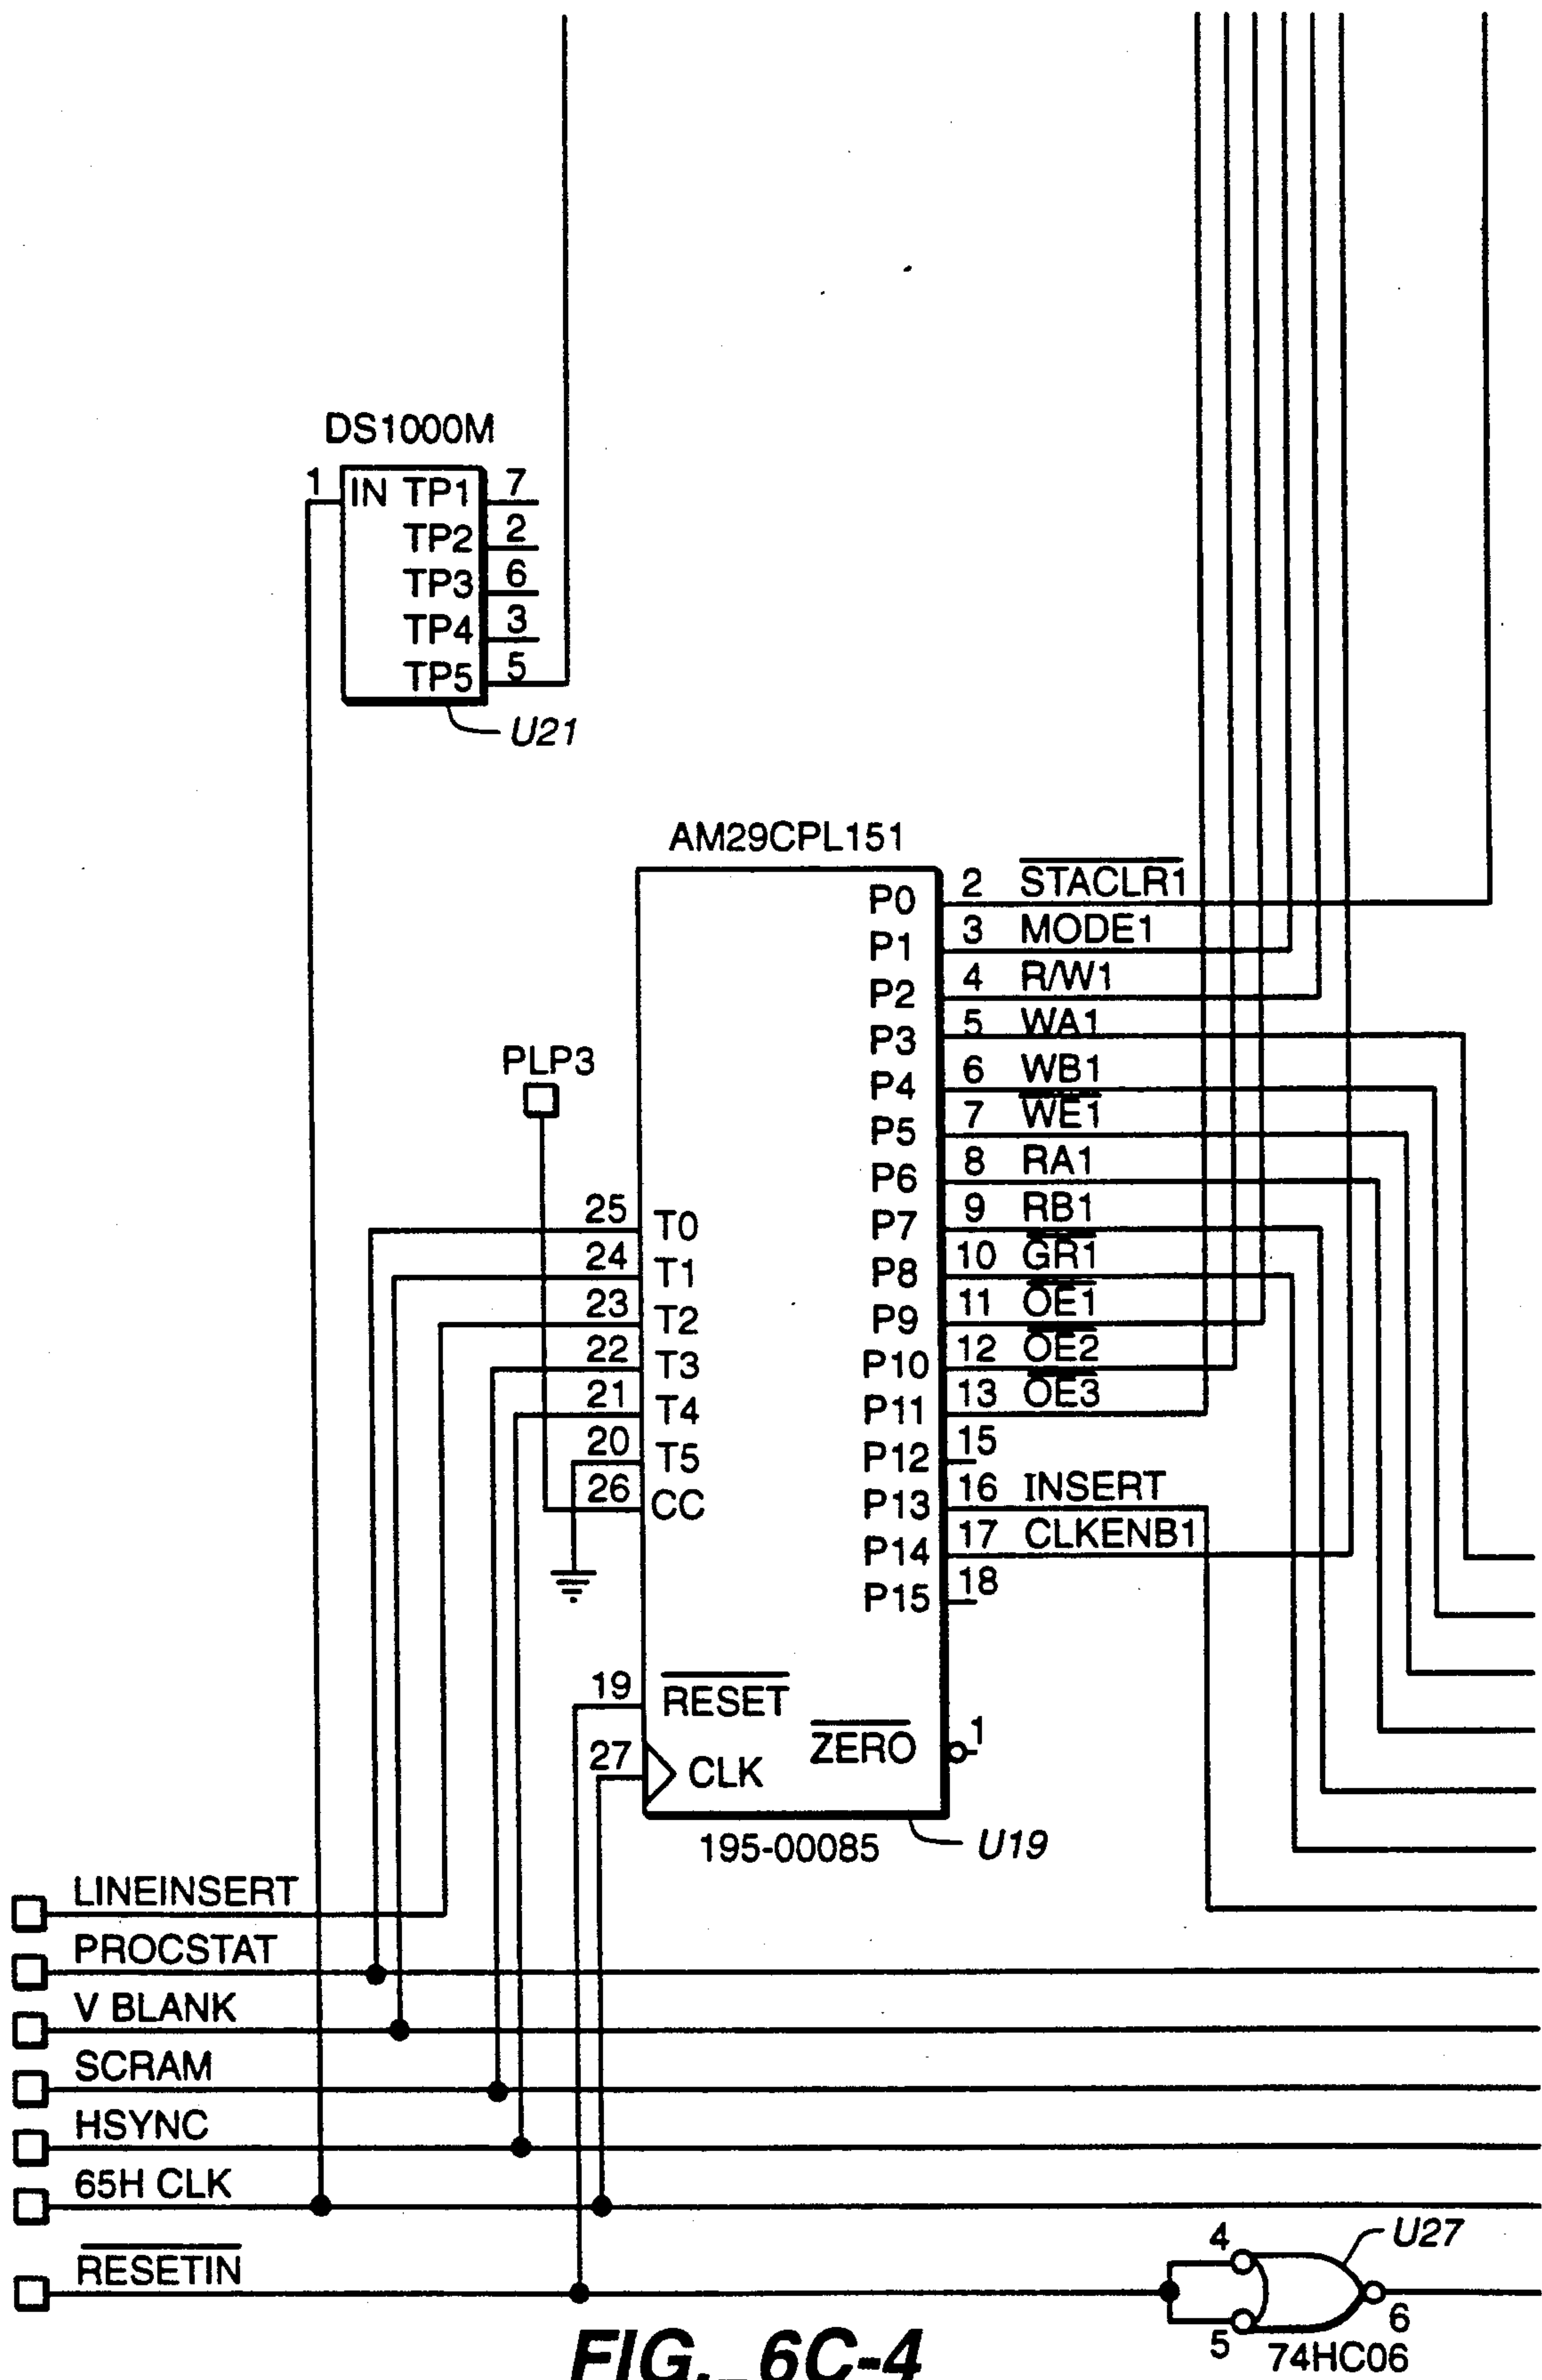 DS1000M
1 IN TP1 7
TP2 2
TP3 6
TP4 3
TP5 5
U21
AM29CPL151
P0 2 STACLR1
P1 3 MODE1
P2 4 R/W1
P3 5 WA1
PLP3
P4 6 WB1
P5 7 WE1
P6 8 RA1
25 T0 P7 9 RB1
24 T1 P8 10 GR1
23 T2 P9 11 OE1
22 T3 P10 12 OE2
21 T4 P11 13 OE3
20 T5 P12 15
26 CC P13 16 INSERT
P14 17 CLKENB1
P15 18
19 RESET
ZERO 1
27 CLK
195-00085 U19
LINEINSERT
PROCSTAT
V BLANK
SCRAM
HSYNC
65H CLK
RESETIN
4 U27
5 6
74HC06
FIG._6C-4